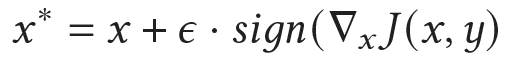 x* = x + ϵ · sign(∇ₓJ(x, y)